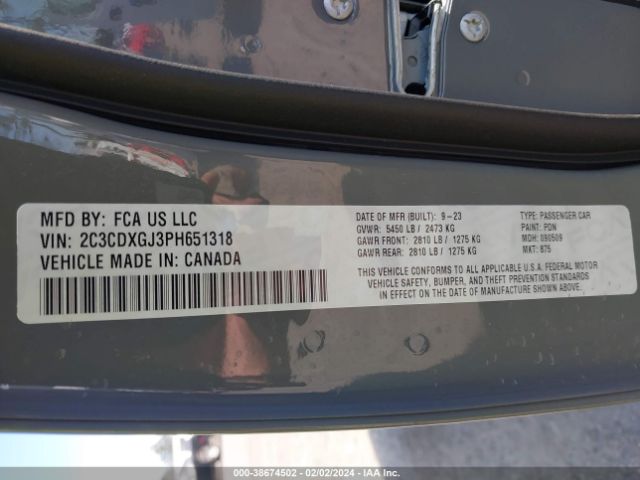 MFD BY: FCA US LLC
VIN: 2C3CDXGJ3PH651318
VEHICLE MADE IN: CANADA
DATE OF MFR (BUILT): 9-23
GVWR: 5450 LB / 2473 KG
GAWR FRONT: 2810 LB / 1275 KG
GAWR REAR: 2810 LB / 1275 KG
TYPE: PASSENGER CAR
PAINT: PDN
MDH: 090509
MKT: 875
THIS VEHICLE CONFORMS TO ALL APPLICABLE U.S.A. FEDERAL MOTOR
VEHICLE SAFETY, BUMPER, AND THEFT PREVENTION STANDARDS
IN EFFECT ON THE DATE OF MANUFACTURE SHOWN ABOVE.
000-38674502 - 02/02/2024 - IAA Inc.